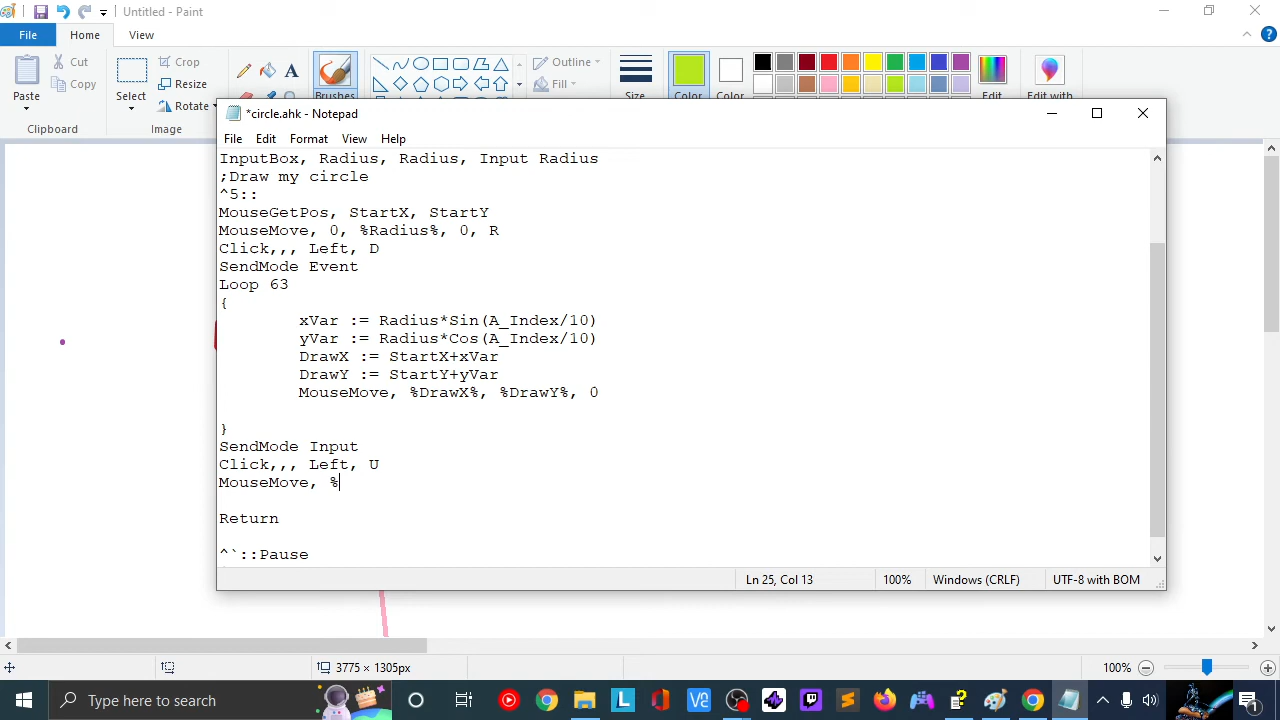 Untitled - Paint
File
Home
View
Paste
Cut
Copy
Clipboard
Select
Crop
Resize
Rotate
Image
Brushes
Outline
Fill
Size
Color
Color
Edit
Edit with
*circle.ahk - Notepad
File Edit Format View Help
InputBox, Radius, Radius, Input Radius
;Draw my circle
^5::
MouseGetPos, StartX, StartY
MouseMove, 0, %Radius%, 0, R
Click,,, Left, D
SendMode Event
Loop 63
{
xVar := Radius*Sin(A_Index/10)
yVar := Radius*Cos(A_Index/10)
DrawX := StartX+xVar
DrawY := StartY+yVar
MouseMove, %DrawX%, %DrawY%, 0
}
SendMode Input
Click,,, Left, U
MouseMove, %
Return
^`::Pause
Ln 25, Col 13
100%
Windows (CRLF)
UTF-8 with BOM
3775 × 1305px
100%
Type here to search
1